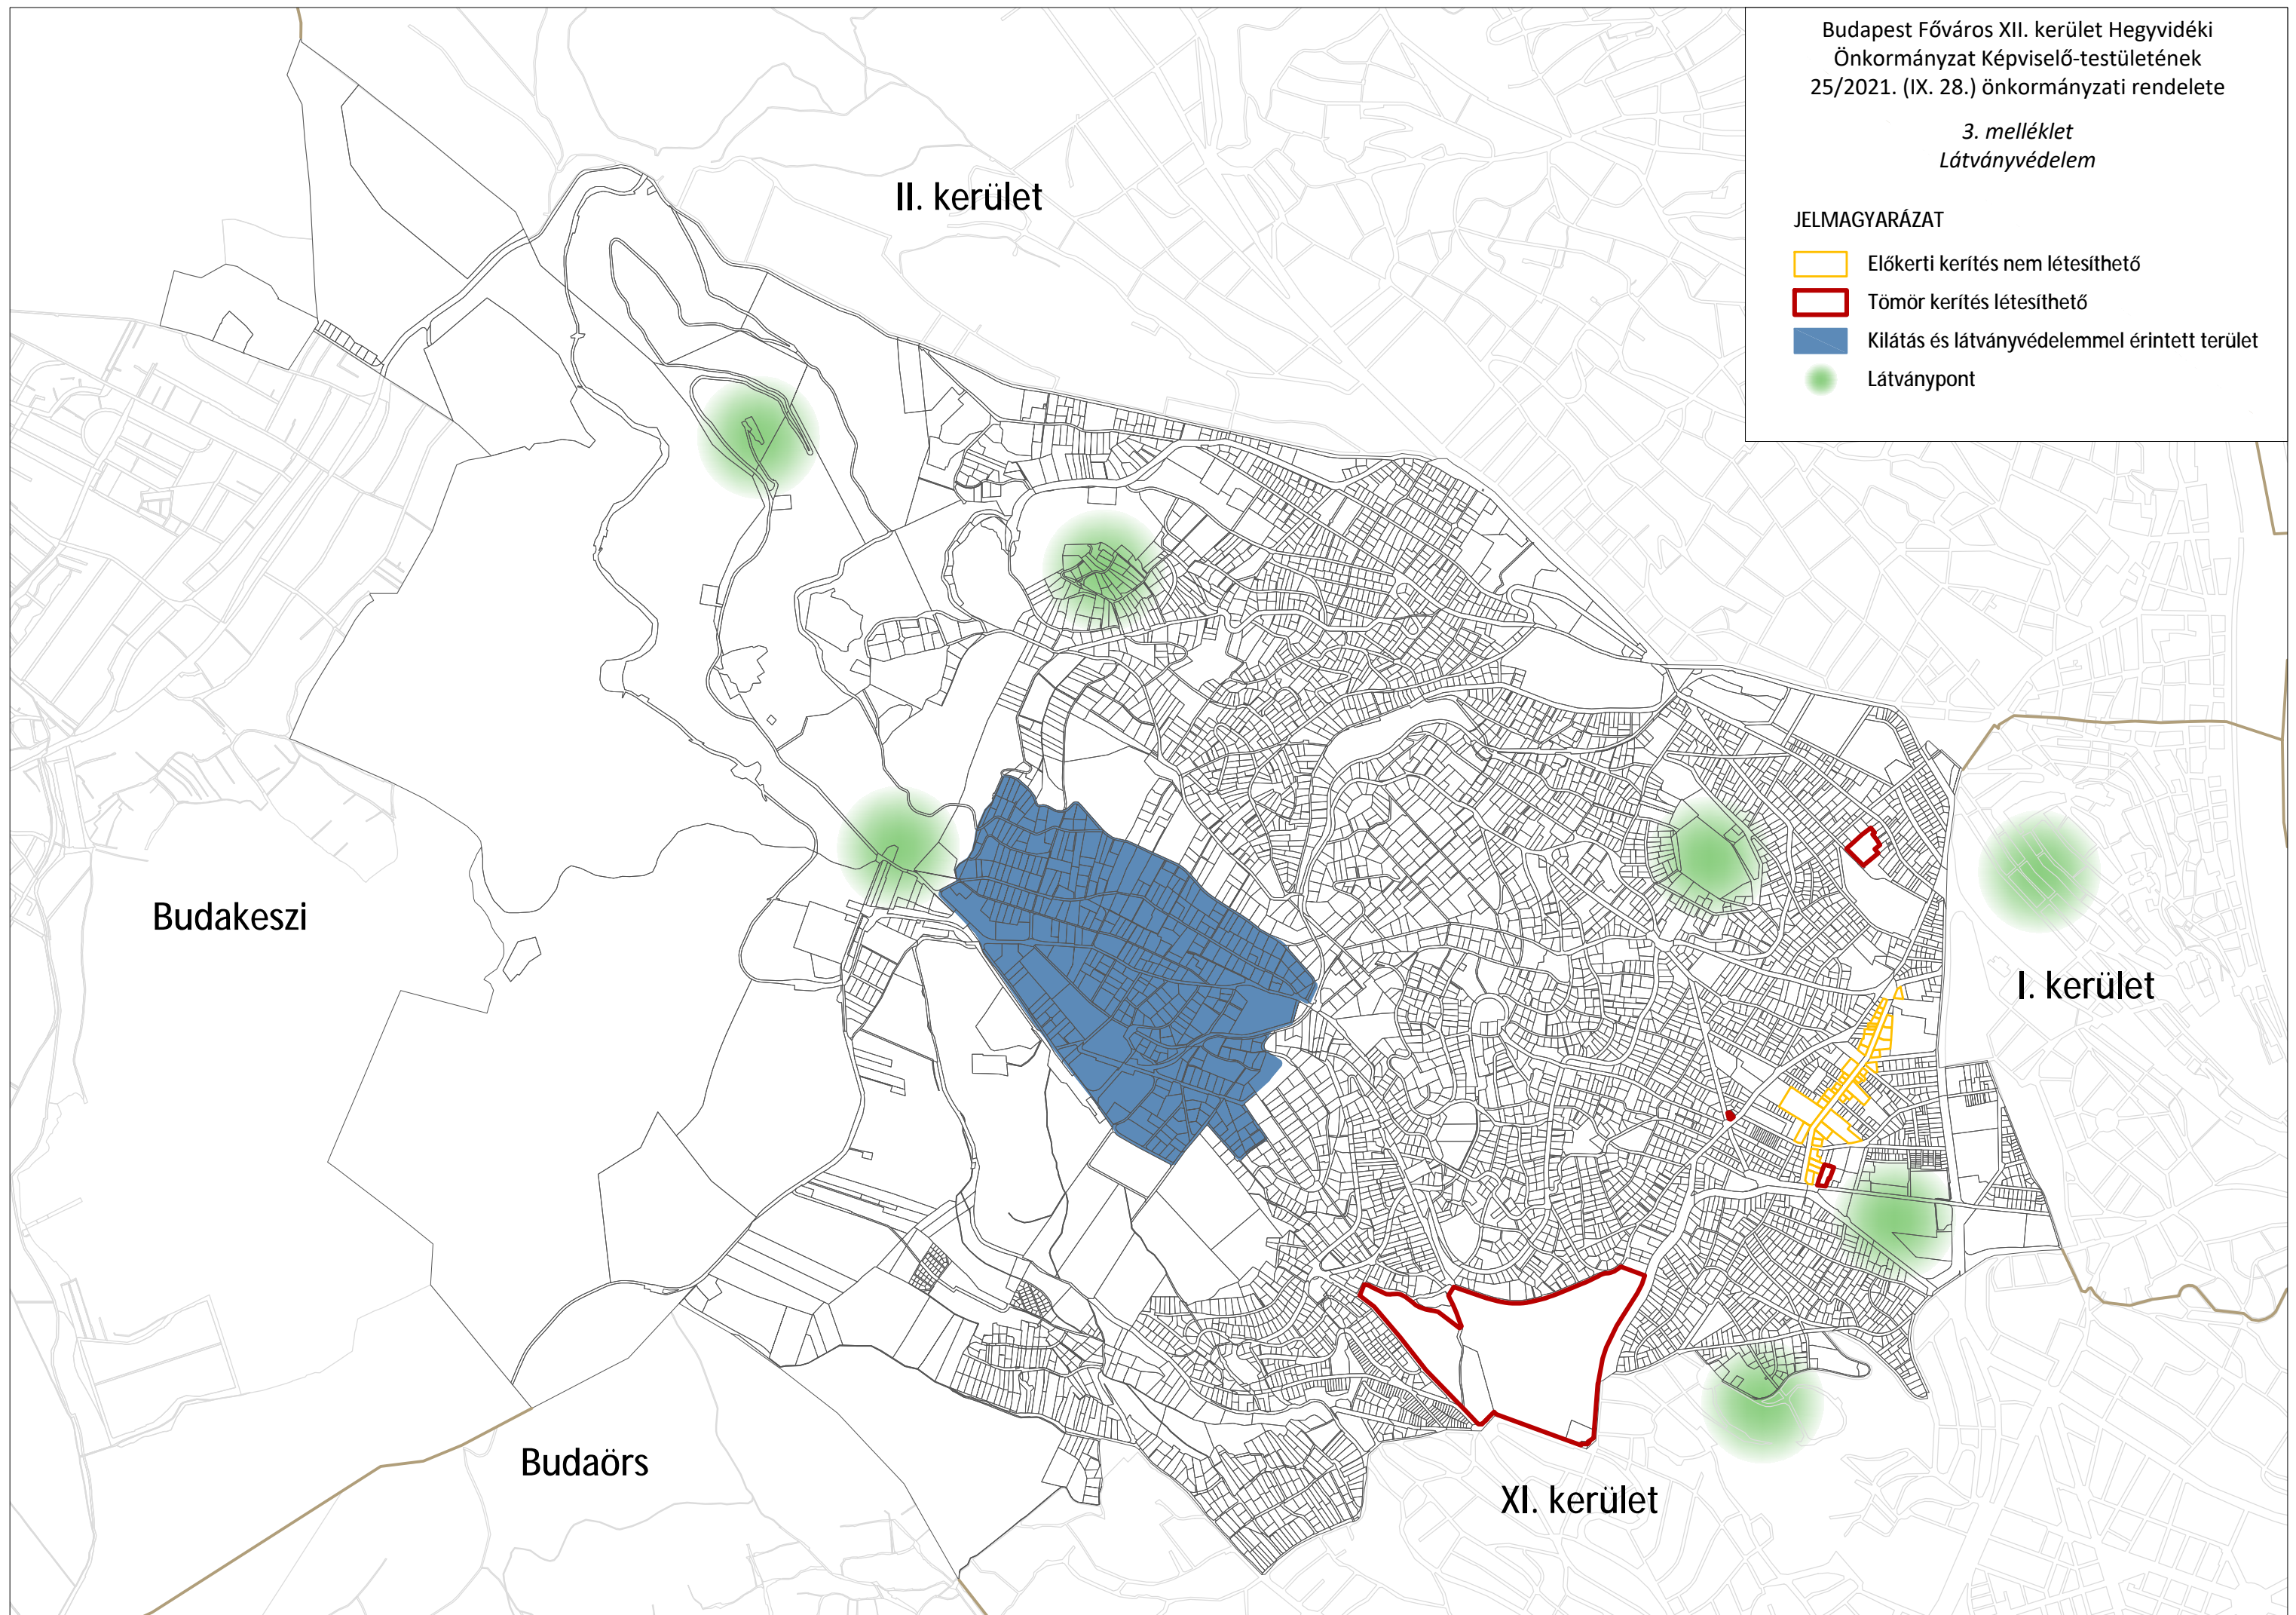 Budapest Főváros XII. kerület Hegyvidéki
Önkormányzat Képviselő-testületének
25/2021. (IX. 28.) önkormányzati rendelete
3. melléklet
Látványvédelem
JELMAGYARÁZAT
Előkerti kerítés nem létesíthető
Tömör kerítés létesíthető
Kilátás és látványvédelemmel érintett terület
Látványpont
II. kerület
Budakeszi
I. kerület
Budaörs
XI. kerület